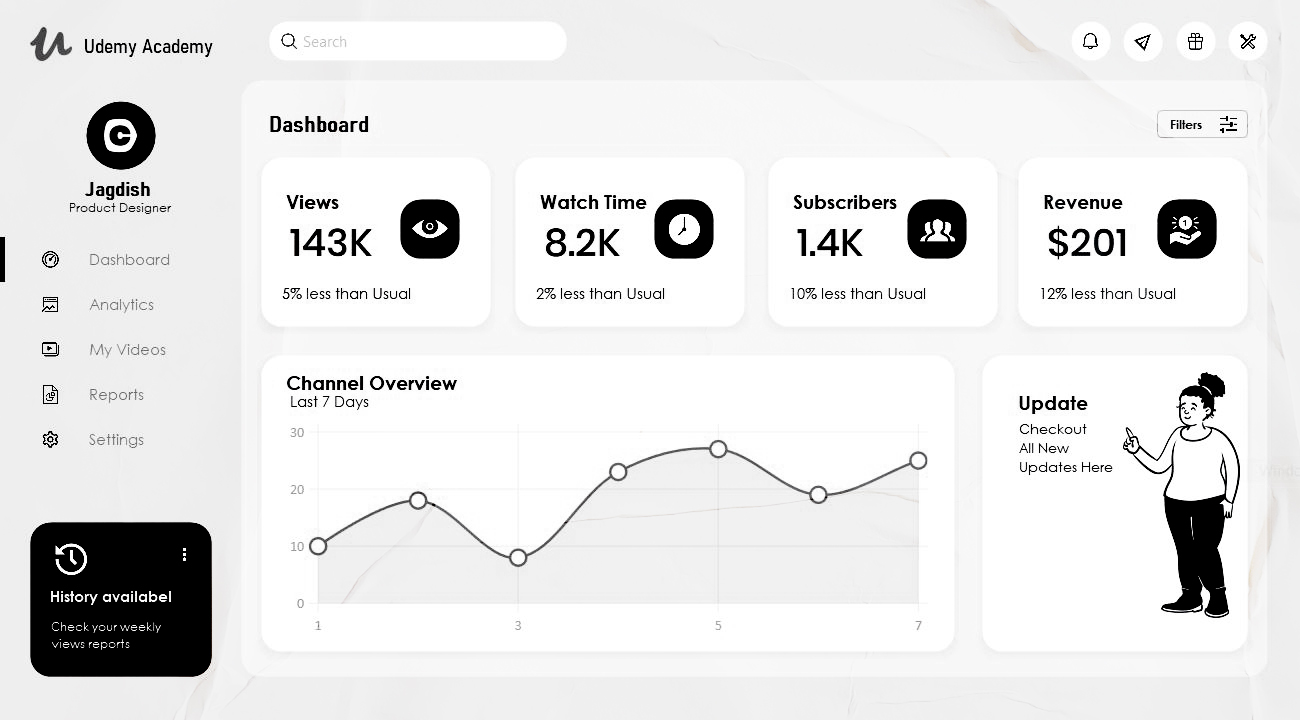 Udemy Academy
Search
Jagdish
Product Designer
Dashboard
Analytics
My Videos
Reports
Settings
History availabel
Check your weekly
views reports
Dashboard
Filters
Views
143K
5% less than Usual
Watch Time
8.2K
2% less than Usual
Subscribers
1.4K
10% less than Usual
Revenue
$201
12% less than Usual
Channel Overview
Last 7 Days
30
20
10
0
1 3 5 7
Update
Checkout
All New
Updates Here